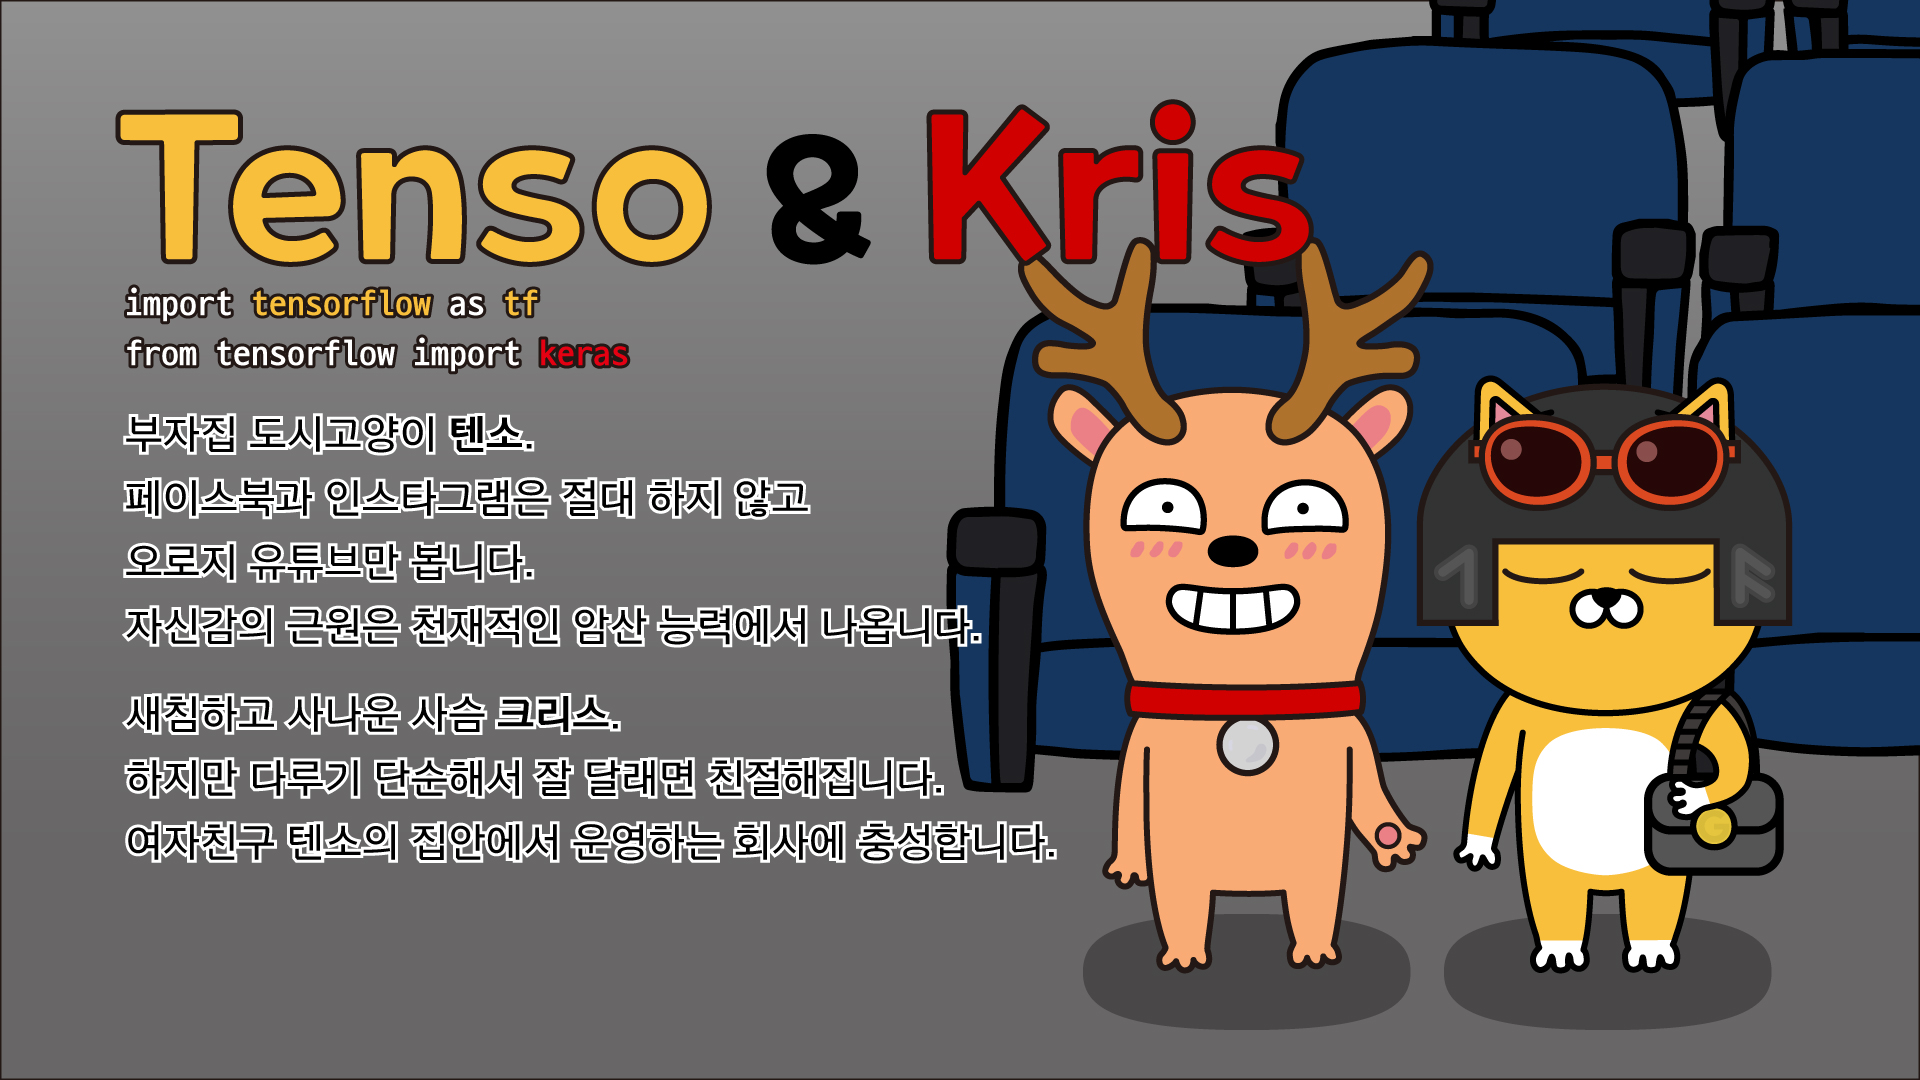 Tenso & Kris
import tensorflow as tf
from tensorflow import keras
부자집 도시고양이 텐소.
페이스북과 인스타그램은 절대 하지 않고
오로지 유튜브만 봅니다.
자신감의 근원은 천재적인 암산 능력에서 나옵니다.
새침하고 사나운 사슴 크리스.
하지만 다루기 단순해서 잘 달래면 친절해집니다.
여자친구 텐소의 집안에서 운영하는 회사에 충성합니다.
G